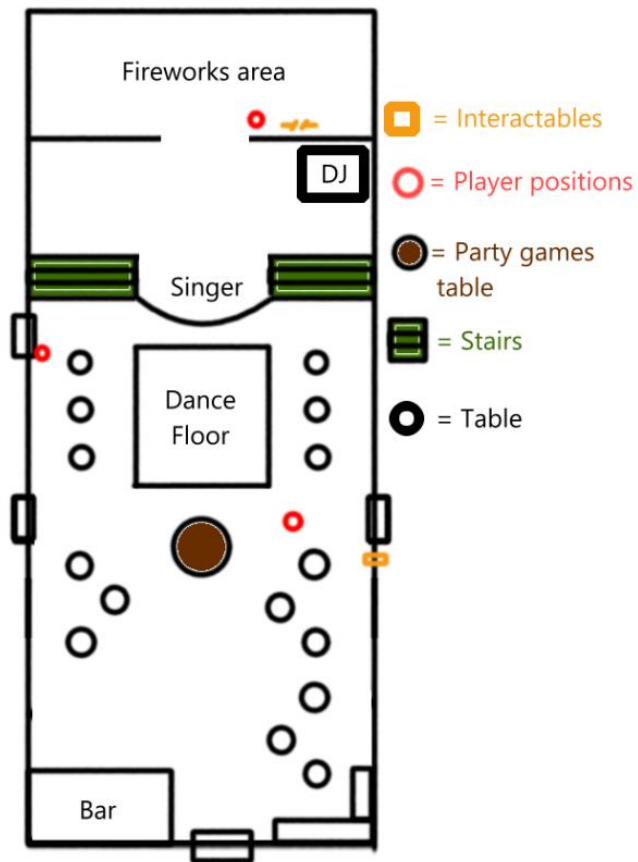 Fireworks area
DJ
Singer
Dance
Floor
Bar
= Interactables
= Player positions
= Party games
table
= Stairs
= Table